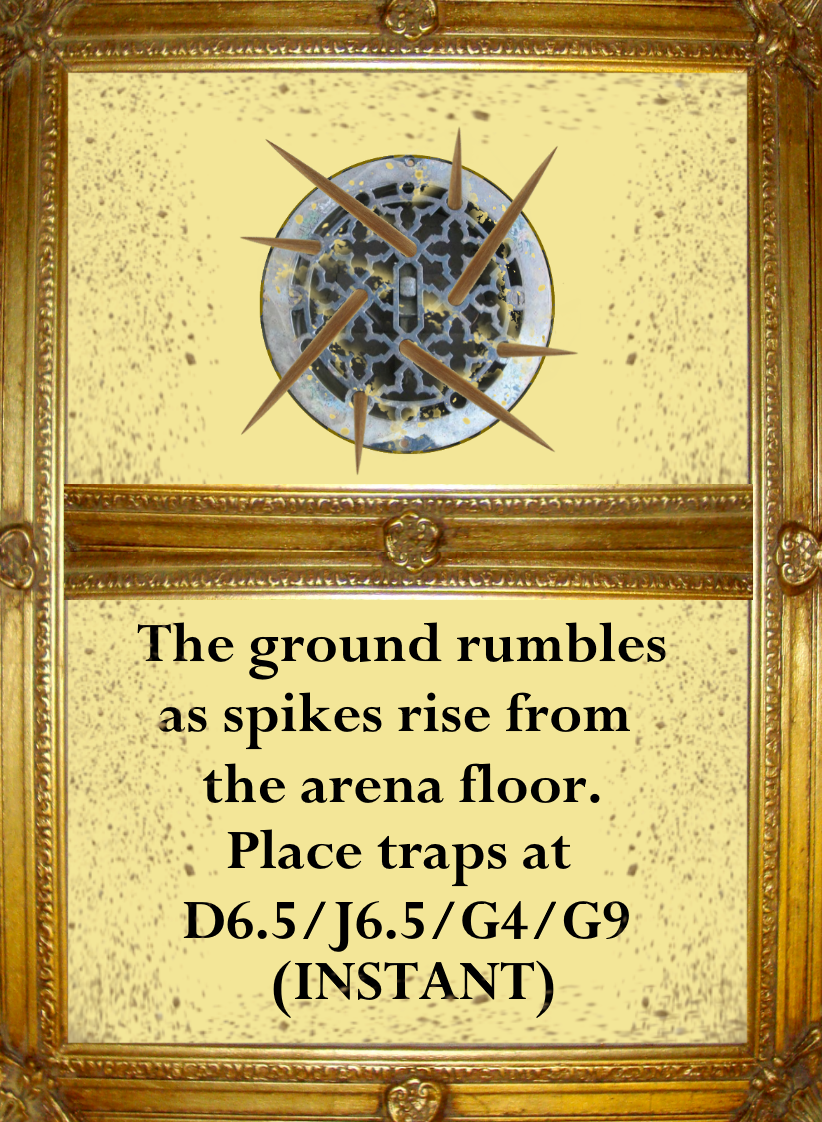 The ground rumbles
as spikes rise from
the arena floor.
Place traps at
D6.5/J6.5/G4/G9
(INSTANT)